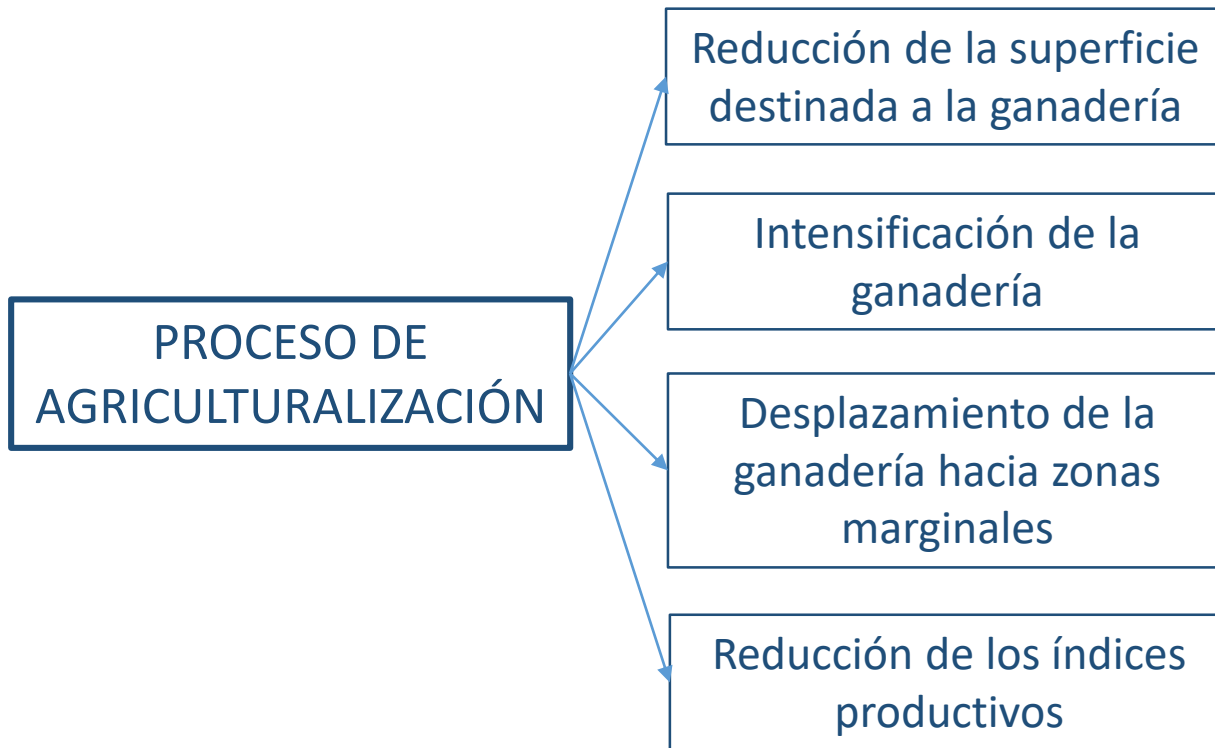 Reducción de la superficie
destinada a la ganadería
Intensificación de la
ganadería
PROCESO DE
AGRICULTURALIZACIÓN
Desplazamiento de la
ganadería hacia zonas
marginales
Reducción de los índices
productivos